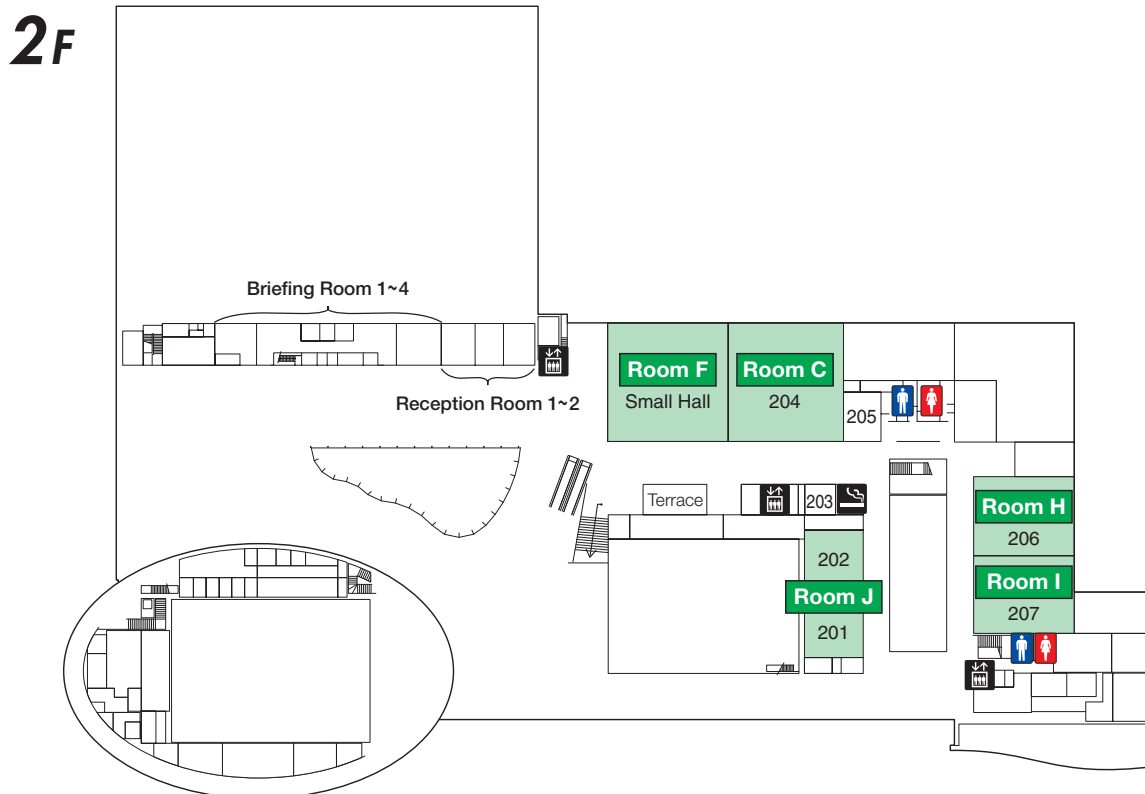 2F
Briefing Room 1~4
Reception Room 1~2
Room F
Small Hall
Room C
204
205
Terrace
203
202
Room J
201
Room H
206
Room I
207